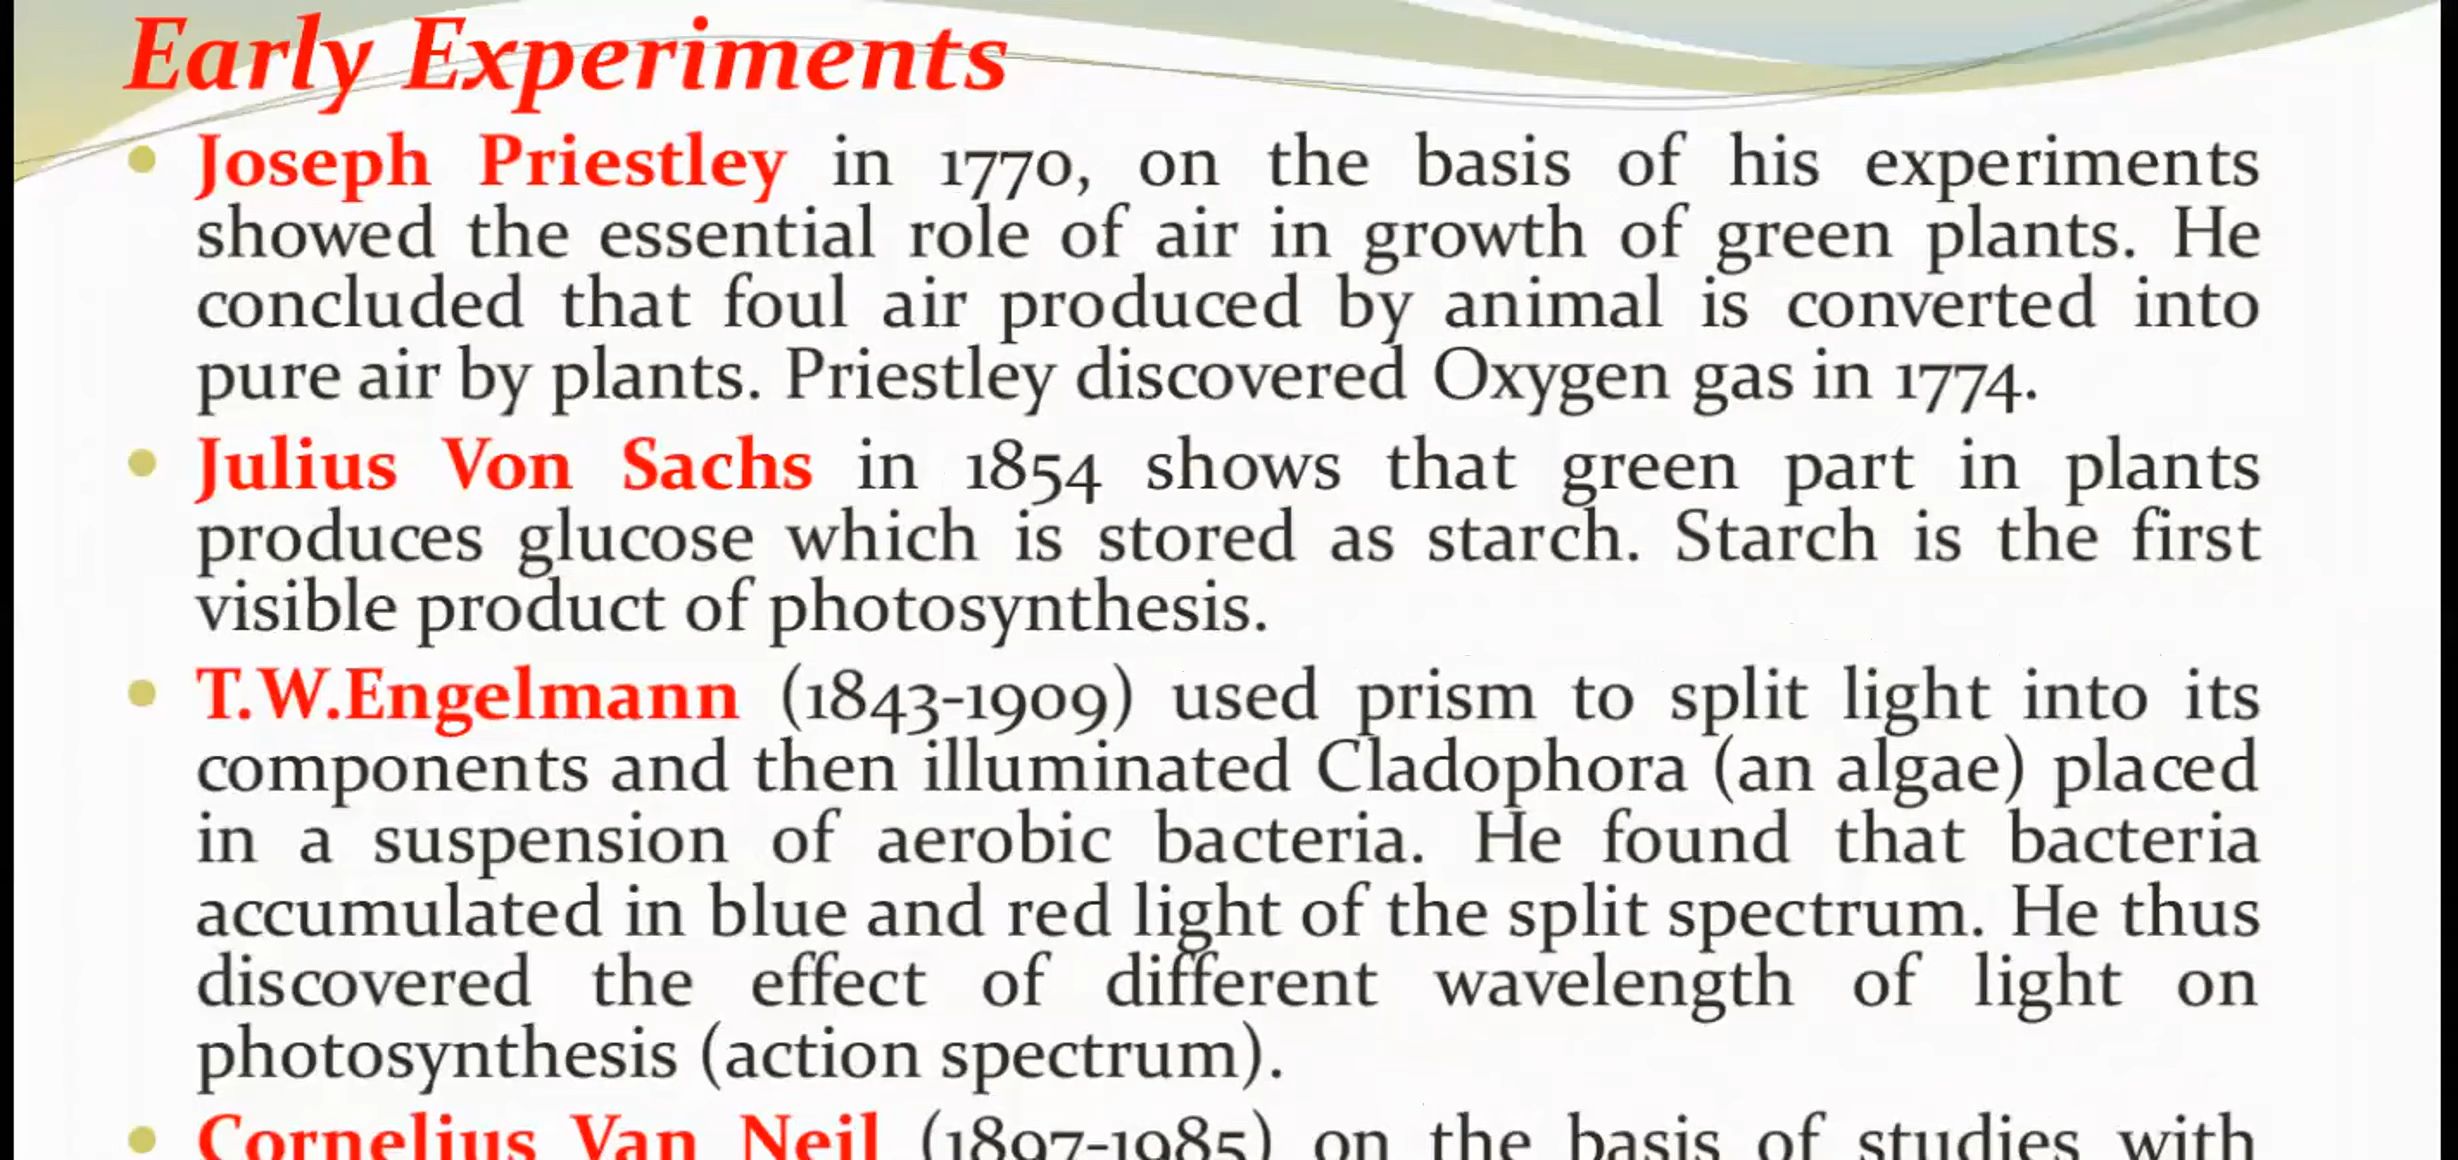 Early Experiments
Joseph Priestley in 1770, on the basis of his experiments
showed the essential role of air in growth of green plants. He
concluded that foul air produced by animal is converted into
pure air by plants. Priestley discovered Oxygen gas in 1774.
Julius Von Sachs in 1854 shows that green part in plants
produces glucose which is stored as starch. Starch is the first
visible product of photosynthesis.
T.W.Engelmann (1843-1909) used prism to split light into its
components and then illuminated Cladophora (an algae) placed
in a suspension of aerobic bacteria. He found that bacteria
accumulated in blue and red light of the split spectrum. He thus
discovered the effect of different wavelength of light on
photosynthesis (action spectrum).
Cornelius Van Neil (1897-1985) on the basis of studies with